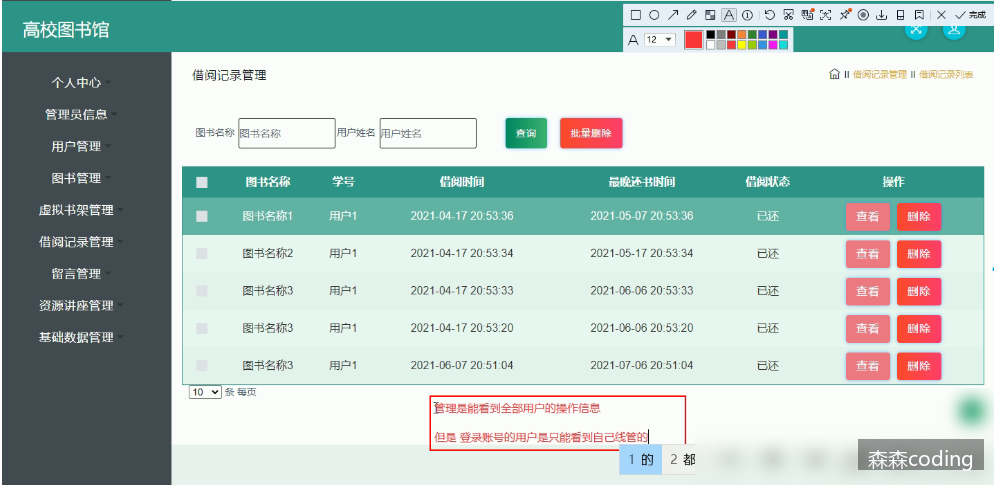 高校图书馆
A 12 完成
个人中心
管理员信息
用户管理
图书管理
虚拟书架管理
借阅记录管理
留言管理
资源讲座管理
基础数据管理
借阅记录管理
借阅记录管理 借阅记录列表
图书名称 图书名称 用户姓名 用户姓名 查询 批量删除
图书名称 学号 借阅时间 最晚还书时间 借阅状态 操作
图书名称1 用户1 2021-04-17 20:53:36 2021-05-07 20:53:36 已还 查看 删除
图书名称2 用户1 2021-04-17 20:53:34 2021-05-17 20:53:34 已还 查看 删除
图书名称3 用户1 2021-04-17 20:53:33 2021-06-06 20:53:33 已还 查看 删除
图书名称3 用户1 2021-04-17 20:53:20 2021-06-06 20:53:20 已还 查看 删除
图书名称3 用户1 2021-06-07 20:51:04 2021-07-06 20:51:04 已还 查看 删除
10 条 每页
管理是能看到全部用户的操作信息
但是 登录账号的用户是只能看到自己线管的
1 的 2 都
森森coding